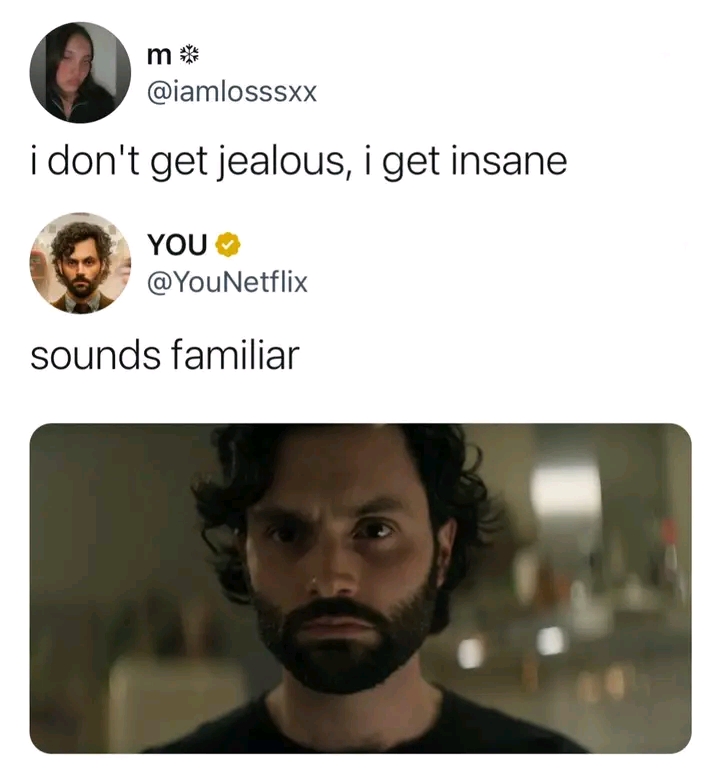 m ❄
@iamlosssxx
i don't get jealous, i get insane
YOU
@YouNetflix
sounds familiar